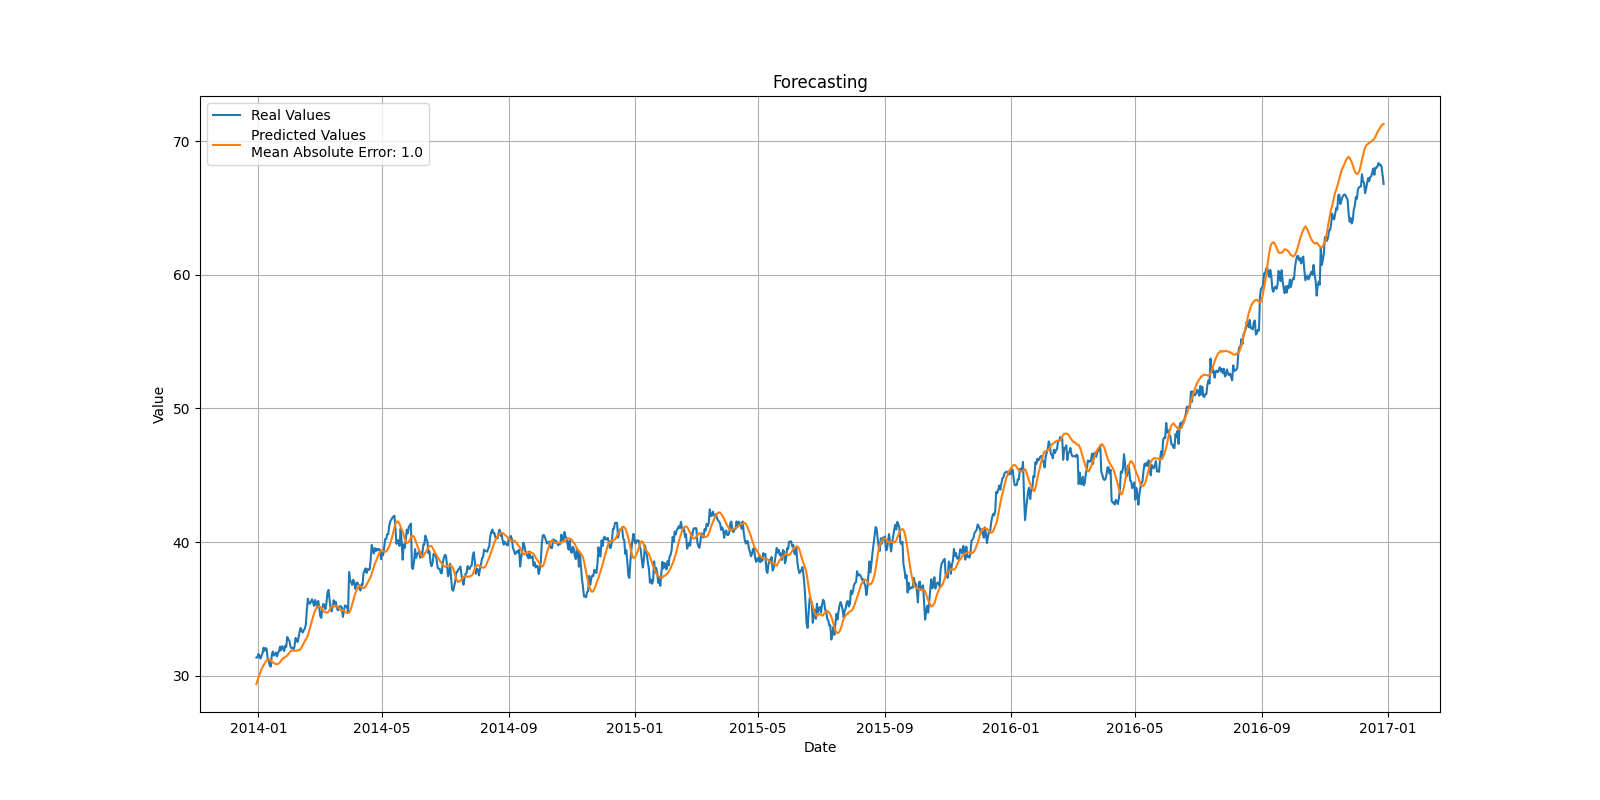 Forecasting
Real Values
Predicted Values
Mean Absolute Error: 1.0
70
60
50
40
30
Value
2014-01 2014-05 2014-09 2015-01 2015-05 2015-09 2016-01 2016-05 2016-09 2017-01
Date